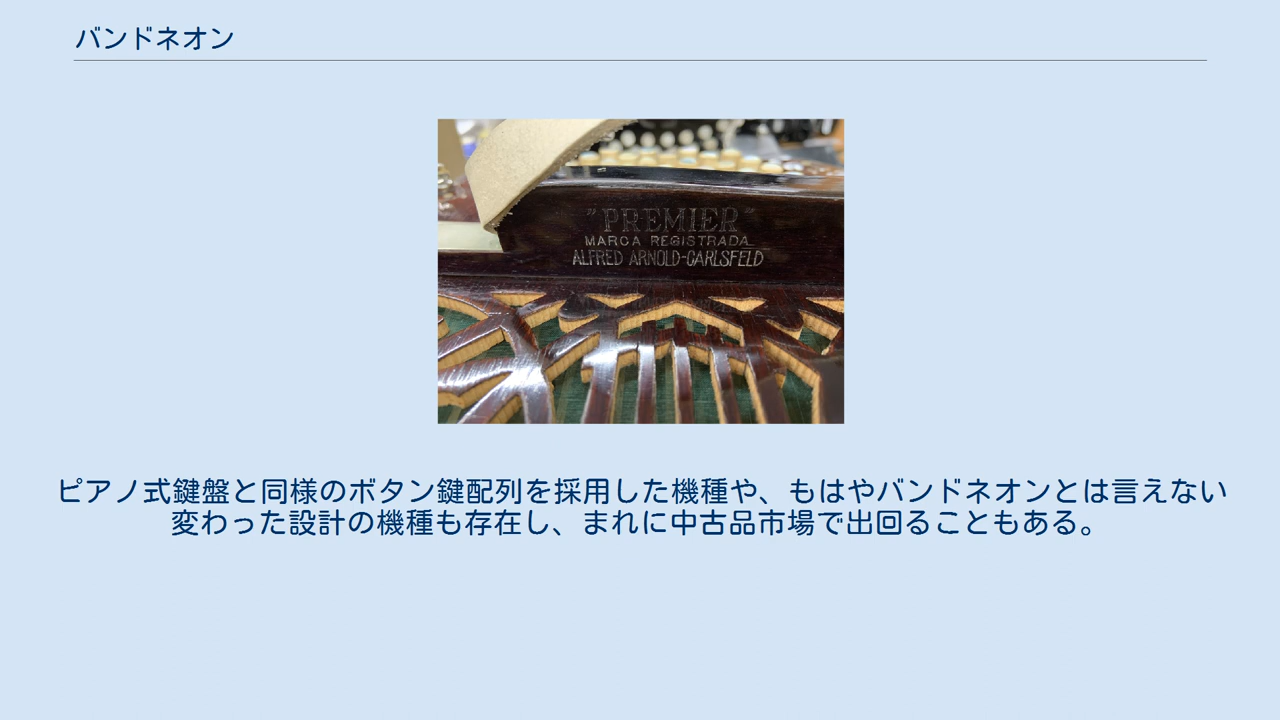 バンドネオン
"PREMIER"
MARCA REGISTRADA
ALFRED ARNOLD-CARLSFELD
ピアノ式鍵盤と同様のボタン鍵配列を採用した機種や、もはやバンドネオンとは言えない
変わった設計の機種も存在し、まれに中古品市場で出回ることもある。